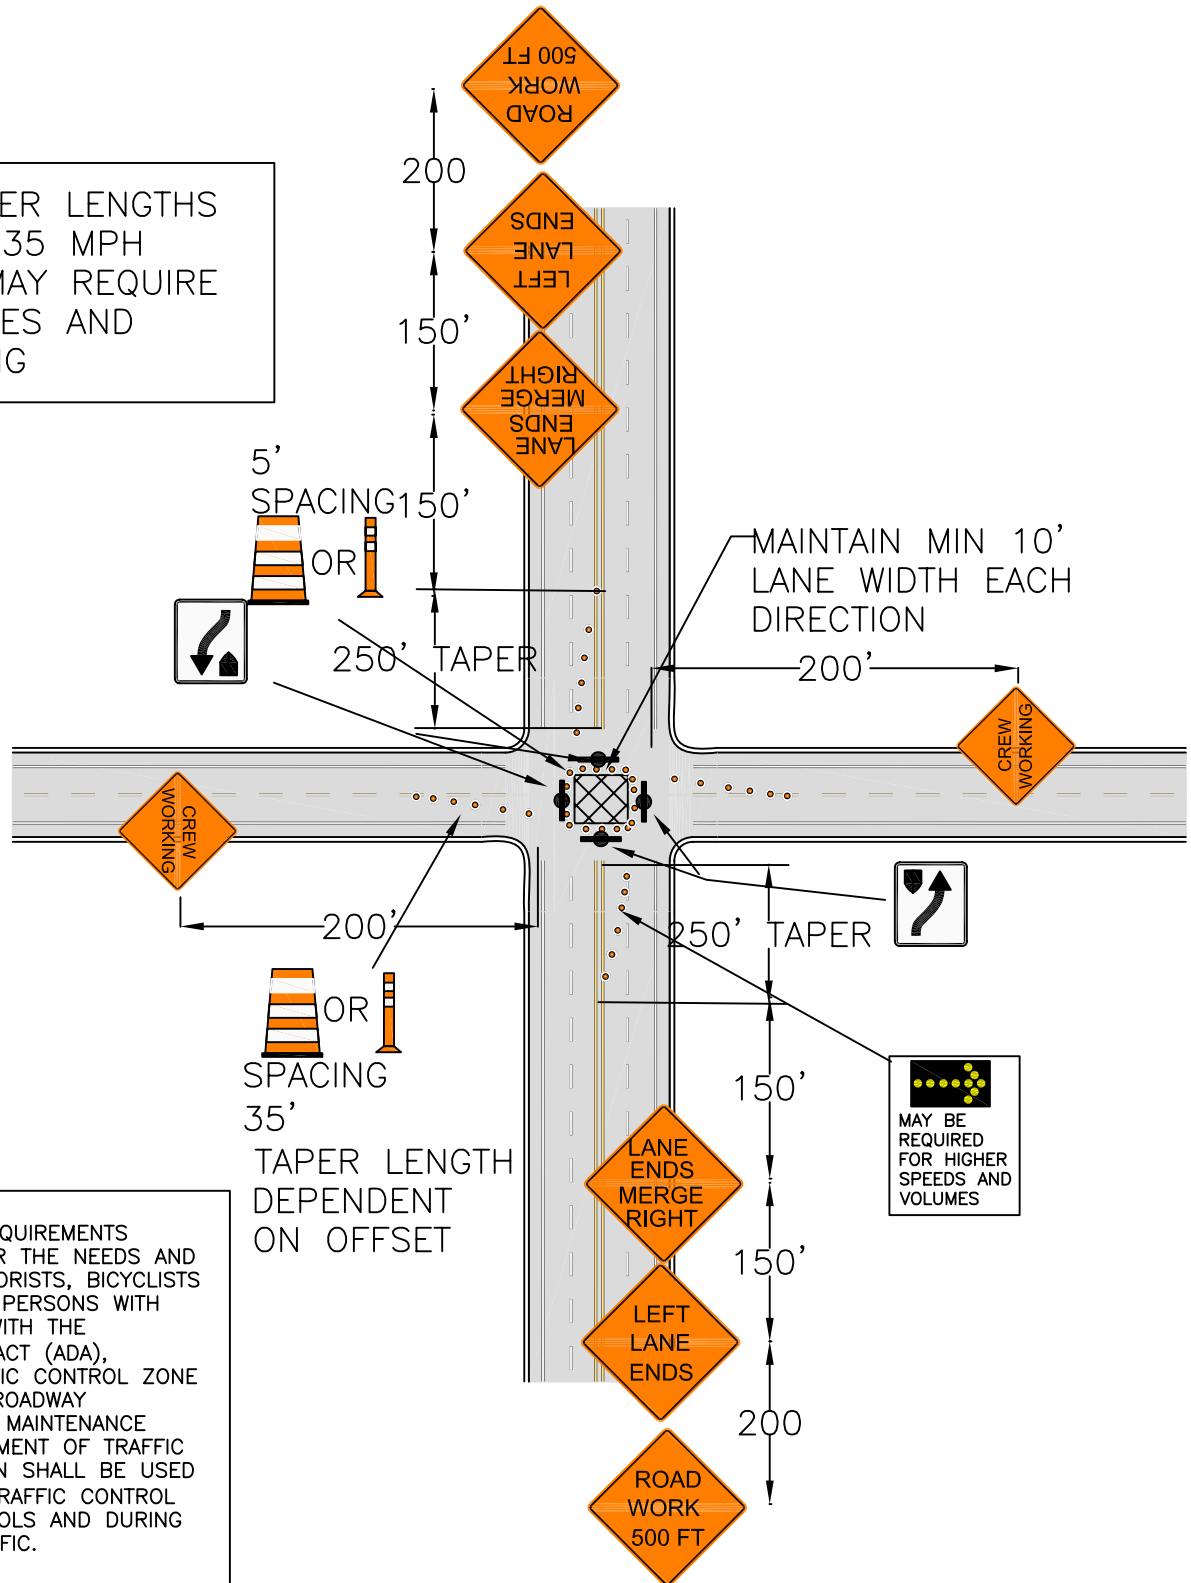 500 FT
WORK
ROAD
200
ENDS
LANE
LEFT
150'
RIGHT
MERGE
ENDS
LANE
150'
ER LENGTHS
35 MPH
MAY REQUIRE
ES AND
IG
5'
SPACING
OR
250' TAPER
MAINTAIN MIN 10'
LANE WIDTH EACH
DIRECTION
200'
CREW
WORKING
CREW
WORKING
200'
250' TAPER
OR
SPACING
35'
TAPER LENGTH
DEPENDENT
ON OFFSET
150'
MAY BE
REQUIRED
FOR HIGHER
SPEEDS AND
VOLUMES
LANE
ENDS
MERGE
RIGHT
150'
LEFT
LANE
ENDS
200
ROAD
WORK
500 FT
QUIREMENTS
R THE NEEDS AND
ORISTS, BICYCLISTS
PERSONS WITH
WITH THE
ACT (ADA),
IC CONTROL ZONE
ROADWAY
MAINTENANCE
MENT OF TRAFFIC
N SHALL BE USED
TRAFFIC CONTROL
OLS AND DURING
FIC.